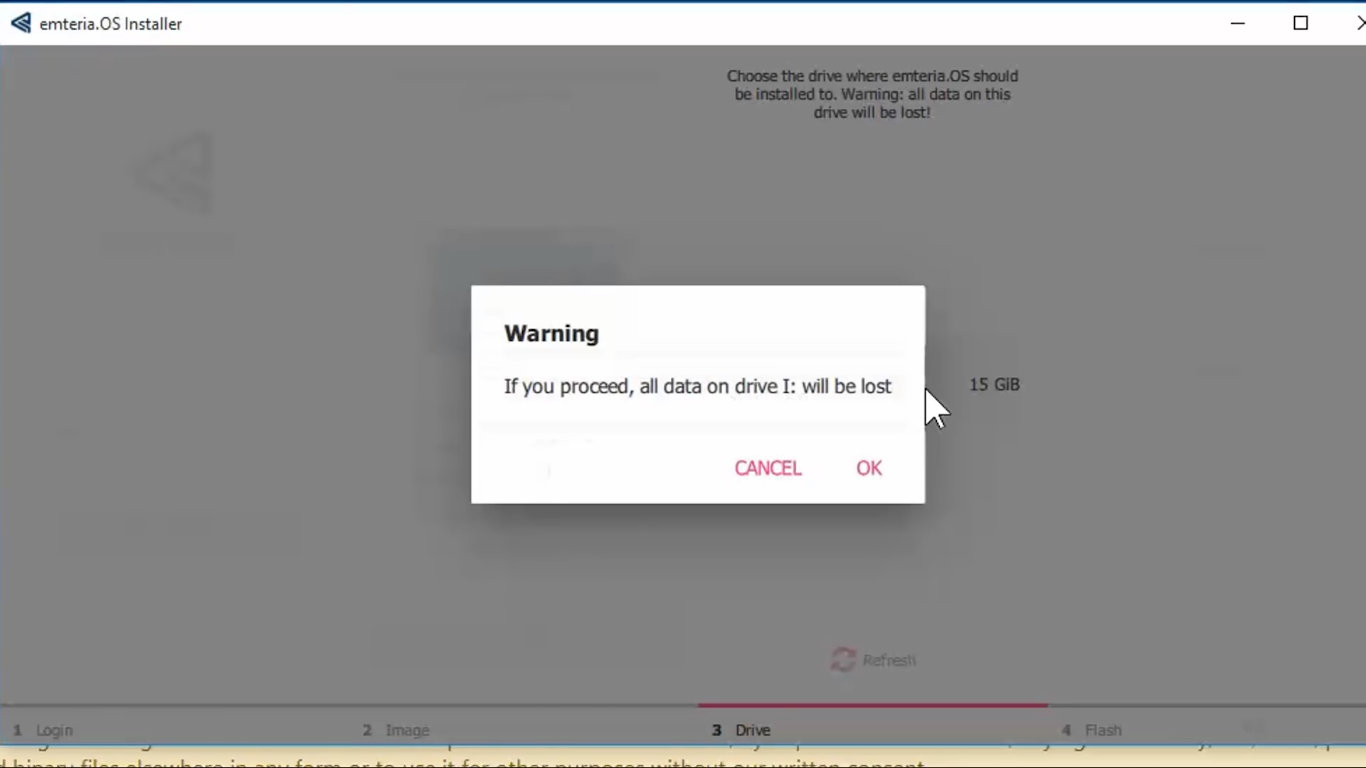 emteria.OS Installer
Choose the drive where emteria.OS should
be installed to. Warning: all data on this
drive will be lost!
Warning
If you proceed, all data on drive I: will be lost
15 GiB
CANCEL OK
Refresh
1 Login 2 Image 3 Drive 4 Flash
binary files elsewhere in any form or to use it for other purposes without our written consent